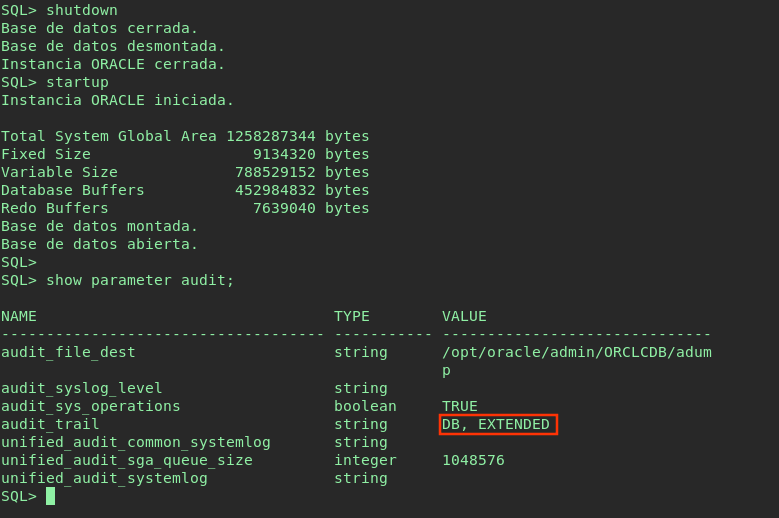 SQL> shutdown
Base de datos cerrada.
Base de datos desmontada.
Instancia ORACLE cerrada.
SQL> startup
Instancia ORACLE iniciada.
Total System Global Area 1258287344 bytes
Fixed Size                  9134320 bytes
Variable Size             788529152 bytes
Database Buffers          452984832 bytes
Redo Buffers                7639040 bytes
Base de datos montada.
Base de datos abierta.
SQL>
SQL> show parameter audit;
NAME                                 TYPE        VALUE
------------------------------------ ----------- ------------------------------
audit_file_dest                      string      /opt/oracle/admin/ORCLCDB/adum
                                                 p
audit_syslog_level                   string
audit_sys_operations                 boolean     TRUE
audit_trail                          string      DB, EXTENDED
unified_audit_common_systemlog       string
unified_audit_sga_queue_size         integer     1048576
unified_audit_systemlog              string
SQL>